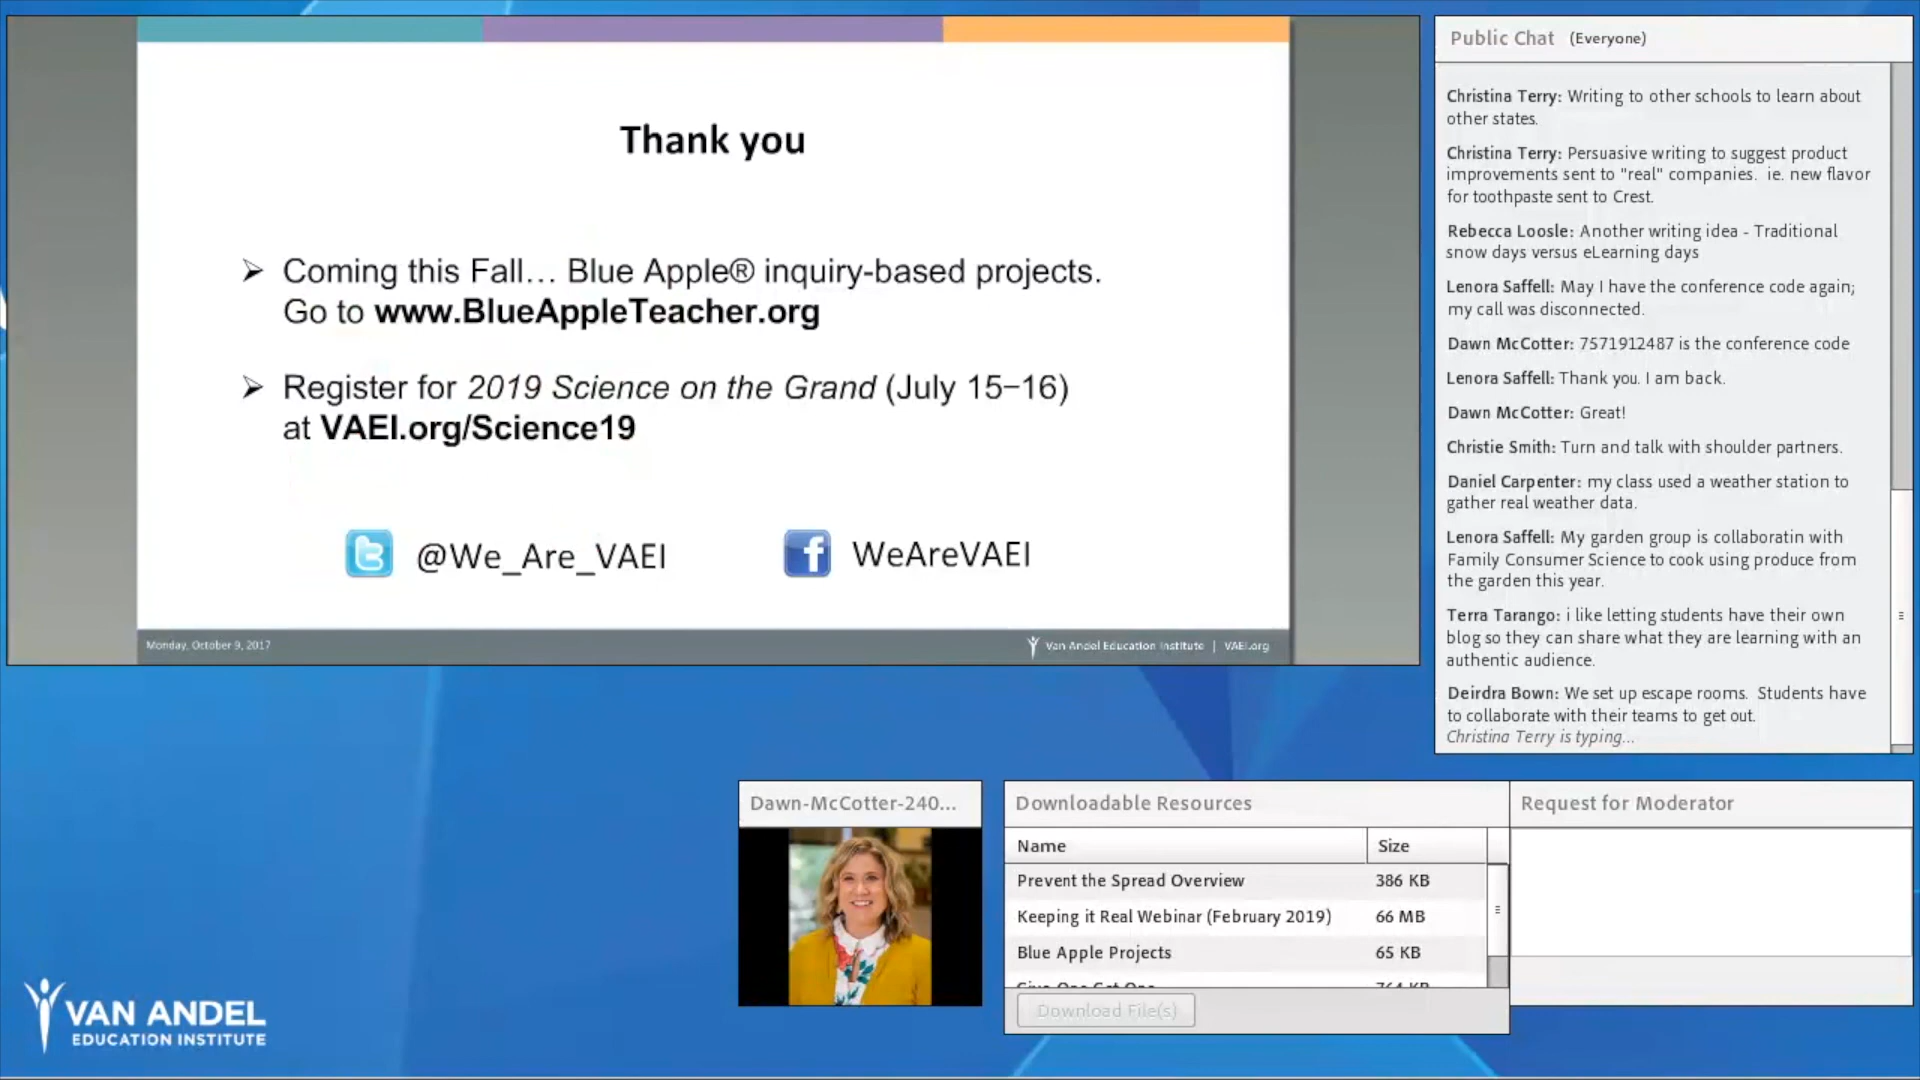 Thank you
➢ Coming this Fall… Blue Apple® inquiry-based projects.
Go to www.BlueAppleTeacher.org
➢ Register for 2019 Science on the Grand (July 15–16)
at VAEI.org/Science19
@We_Are_VAEI
WeAreVAEI
Monday, October 9, 2017
Van Andel Education Institute | VAEI.org
Public Chat (Everyone)
Christina Terry: Writing to other schools to learn about
other states.
Christina Terry: Persuasive writing to suggest product
improvements sent to "real" companies. ie. new flavor
for toothpaste sent to Crest.
Rebecca Loosle: Another writing idea - Traditional
snow days versus eLearning days
Lenora Saffell: May I have the conference code again;
my call was disconnected.
Dawn McCotter: 7571912487 is the conference code
Lenora Saffell: Thank you. I am back.
Dawn McCotter: Great!
Christie Smith: Turn and talk with shoulder partners.
Daniel Carpenter: my class used a weather station to
gather real weather data.
Lenora Saffell: My garden group is collaboratin with
Family Consumer Science to cook using produce from
the garden this year.
Terra Tarango: i like letting students have their own
blog so they can share what they are learning with an
authentic audience.
Deirdra Bown: We set up escape rooms. Students have
to collaborate with their teams to get out.
Christina Terry is typing...
Dawn-McCotter-240...
Downloadable Resources
Name Size
Prevent the Spread Overview 386 KB
Keeping it Real Webinar (February 2019) 66 MB
Blue Apple Projects 65 KB
Give One Get One 764 KB
Download File(s)
Request for Moderator
VAN ANDEL
EDUCATION INSTITUTE